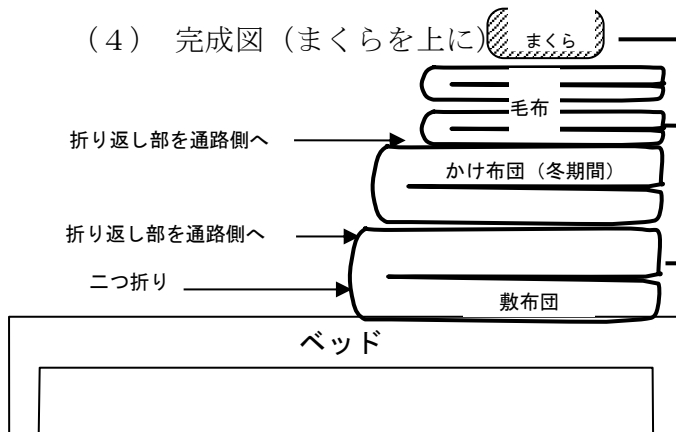 （４）　完成図（まくらを上に）
まくら
毛布
折り返し部を通路側へ
かけ布団（冬期間）
折り返し部を通路側へ
二つ折り
敷布団
ベッド